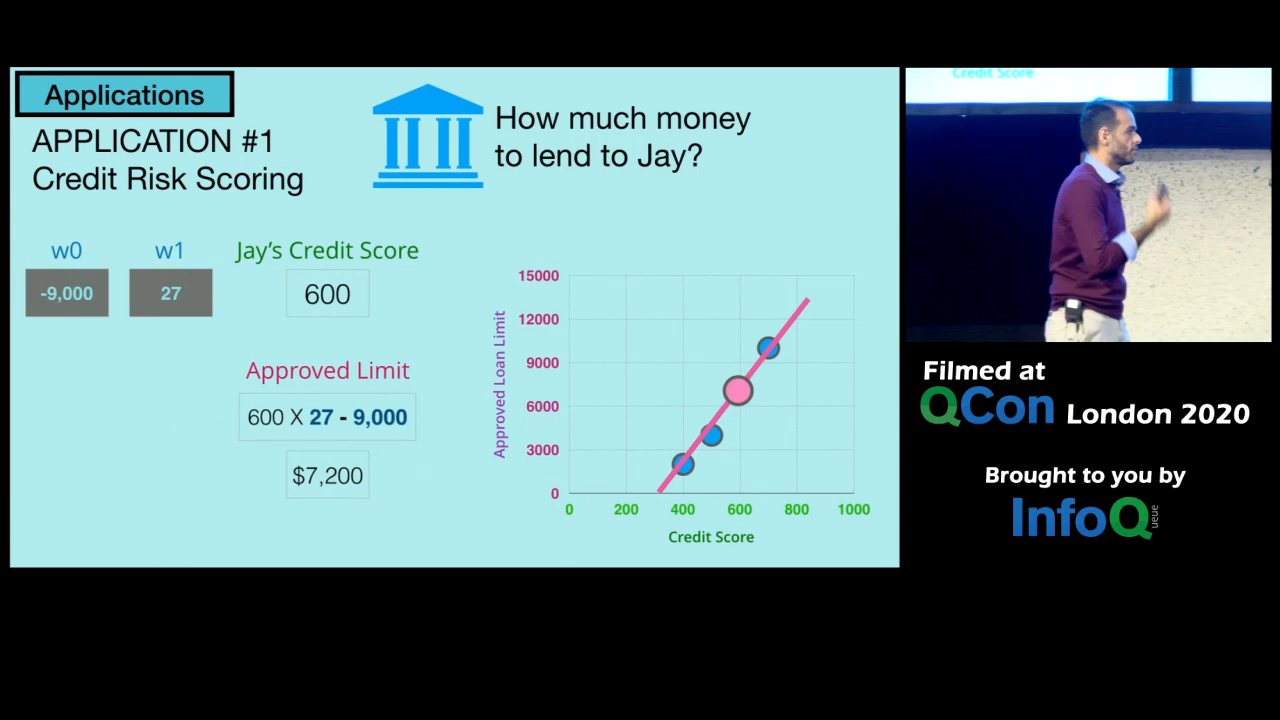 Applications
APPLICATION #1
Credit Risk Scoring
How much money
to lend to Jay?
w0
w1
Jay's Credit Score
-9,000
27
600
Approved Limit
600 X 27 - 9,000
$7,200
Approved Loan Limit
15000
12000
9000
6000
3000
0
0 200 400 600 800 1000
Credit Score
Credit Score
Filmed at
QCon London 2020
Brought to you by
InfoQ
queue